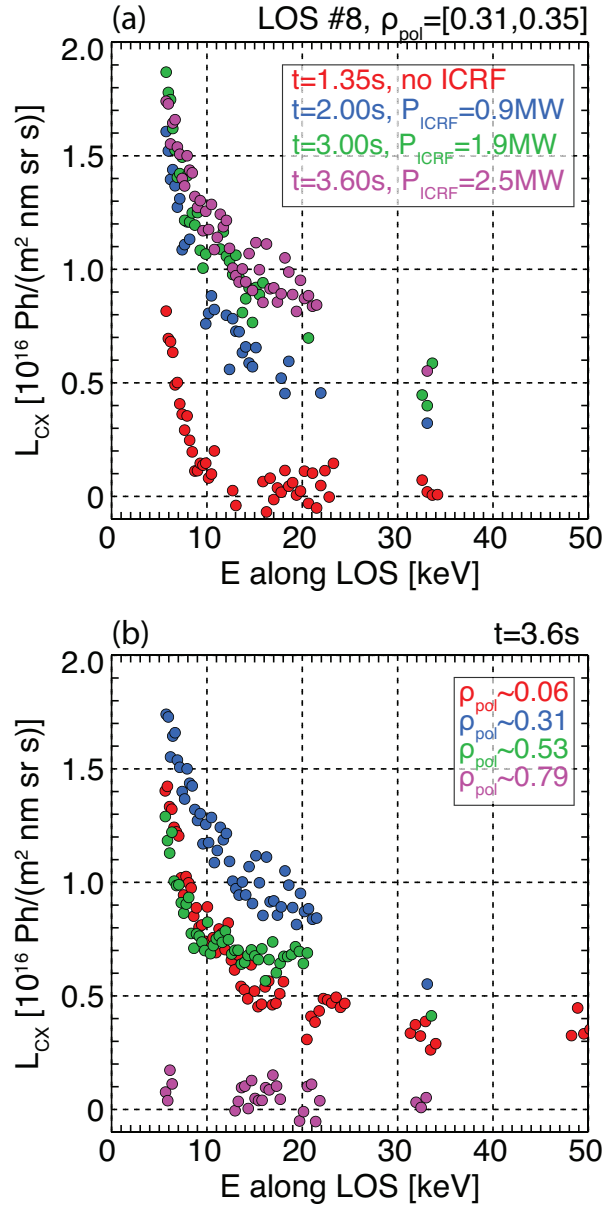 (a) LOS #8, ρpol=[0.31,0.35]
2.0
t=1.35s, no ICRF
t=2.00s, PICRF=0.9MW
t=3.00s, PICRF=1.9MW
t=3.60s, PICRF=2.5MW
1.5
1.0
0.5
0
LCX [10^16 Ph/(m² nm sr s)]
0 10 20 30 40 50
E along LOS [keV]
(b) t=3.6s
2.0
ρpol~0.06
ρpol~0.31
ρpol~0.53
ρpol~0.79
1.5
1.0
0.5
0
LCX [10^16 Ph/(m² nm sr s)]
0 10 20 30 40 50
E along LOS [keV]